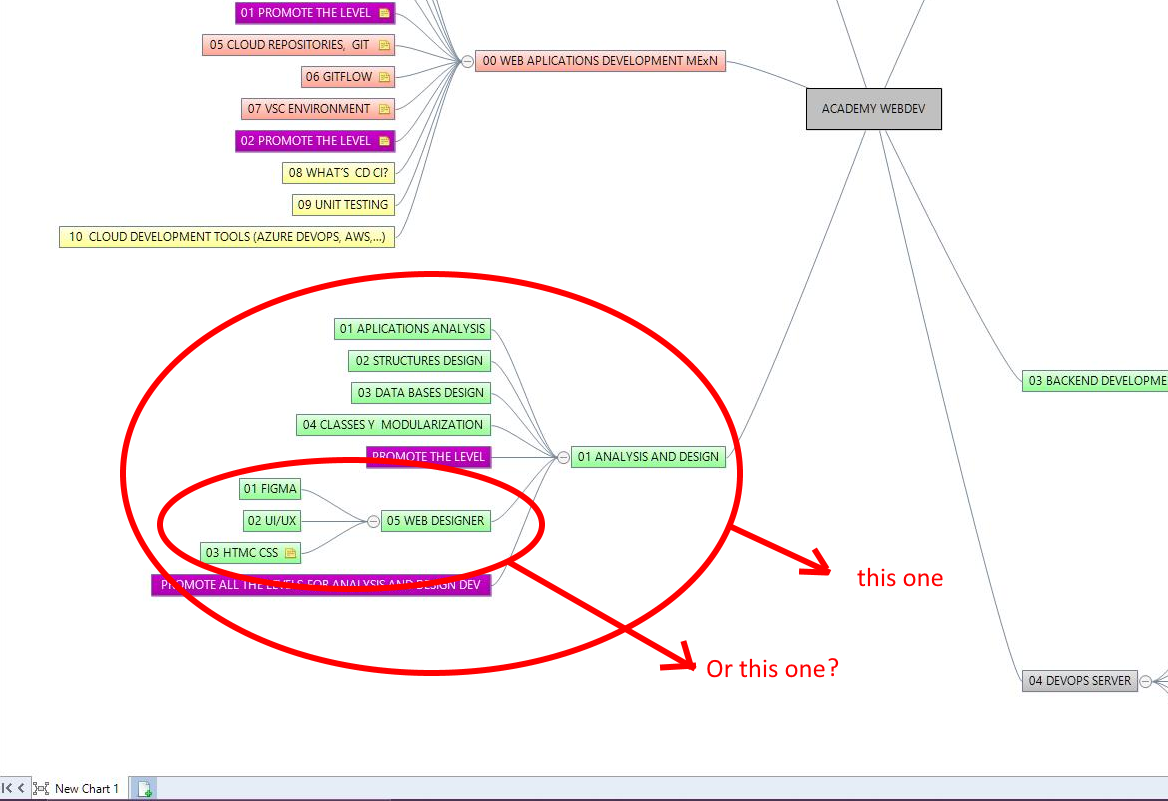 01 PROMOTE THE LEVEL
05 CLOUD REPOSITORIES, GIT
00 WEB APLICATIONS DEVELOPMENT MExN
06 GITFLOW
07 VSC ENVIRONMENT
ACADEMY WEBDEV
02 PROMOTE THE LEVEL
08 WHAT´S CD CI?
09 UNIT TESTING
10 CLOUD DEVELOPMENT TOOLS (AZURE DEVOPS, AWS,...)
01 APLICATIONS ANALYSIS
02 STRUCTURES DESIGN
03 DATA BASES DESIGN
03 BACKEND DEVELOPME
04 CLASSES Y MODULARIZATION
PROMOTE THE LEVEL
01 ANALYSIS AND DESIGN
01 FIGMA
02 UI/UX
05 WEB DESIGNER
03 HTMC CSS
PROMOTE ALL THE LEVELS FOR ANALYSIS AND DESIGN DEV
this one
Or this one?
04 DEVOPS SERVER
New Chart 1